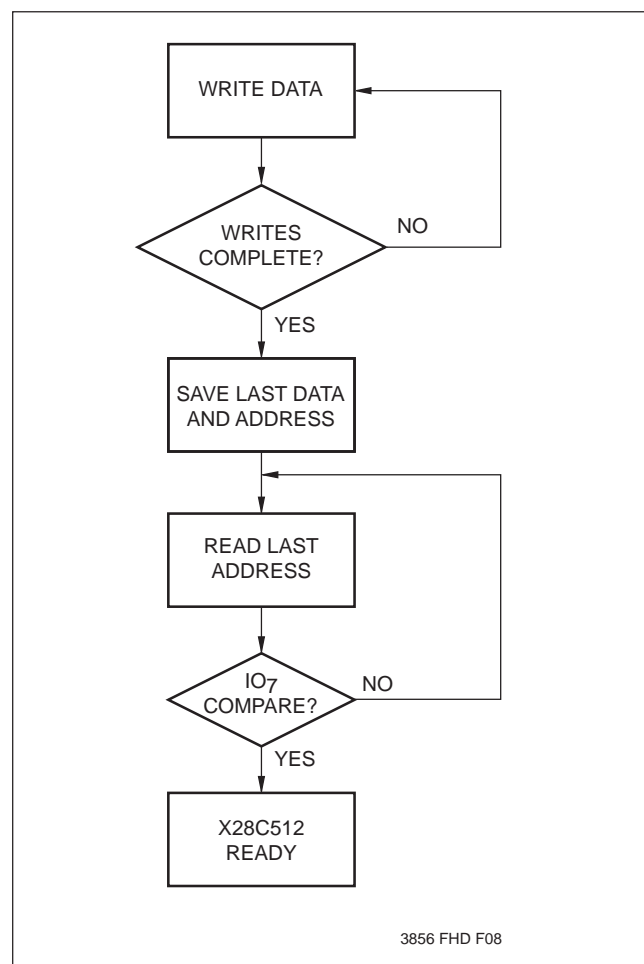 WRITE DATA
WRITES
COMPLETE?
NO
YES
SAVE LAST DATA
AND ADDRESS
READ LAST
ADDRESS
IO7
COMPARE?
NO
YES
X28C512
READY
3856 FHD F08